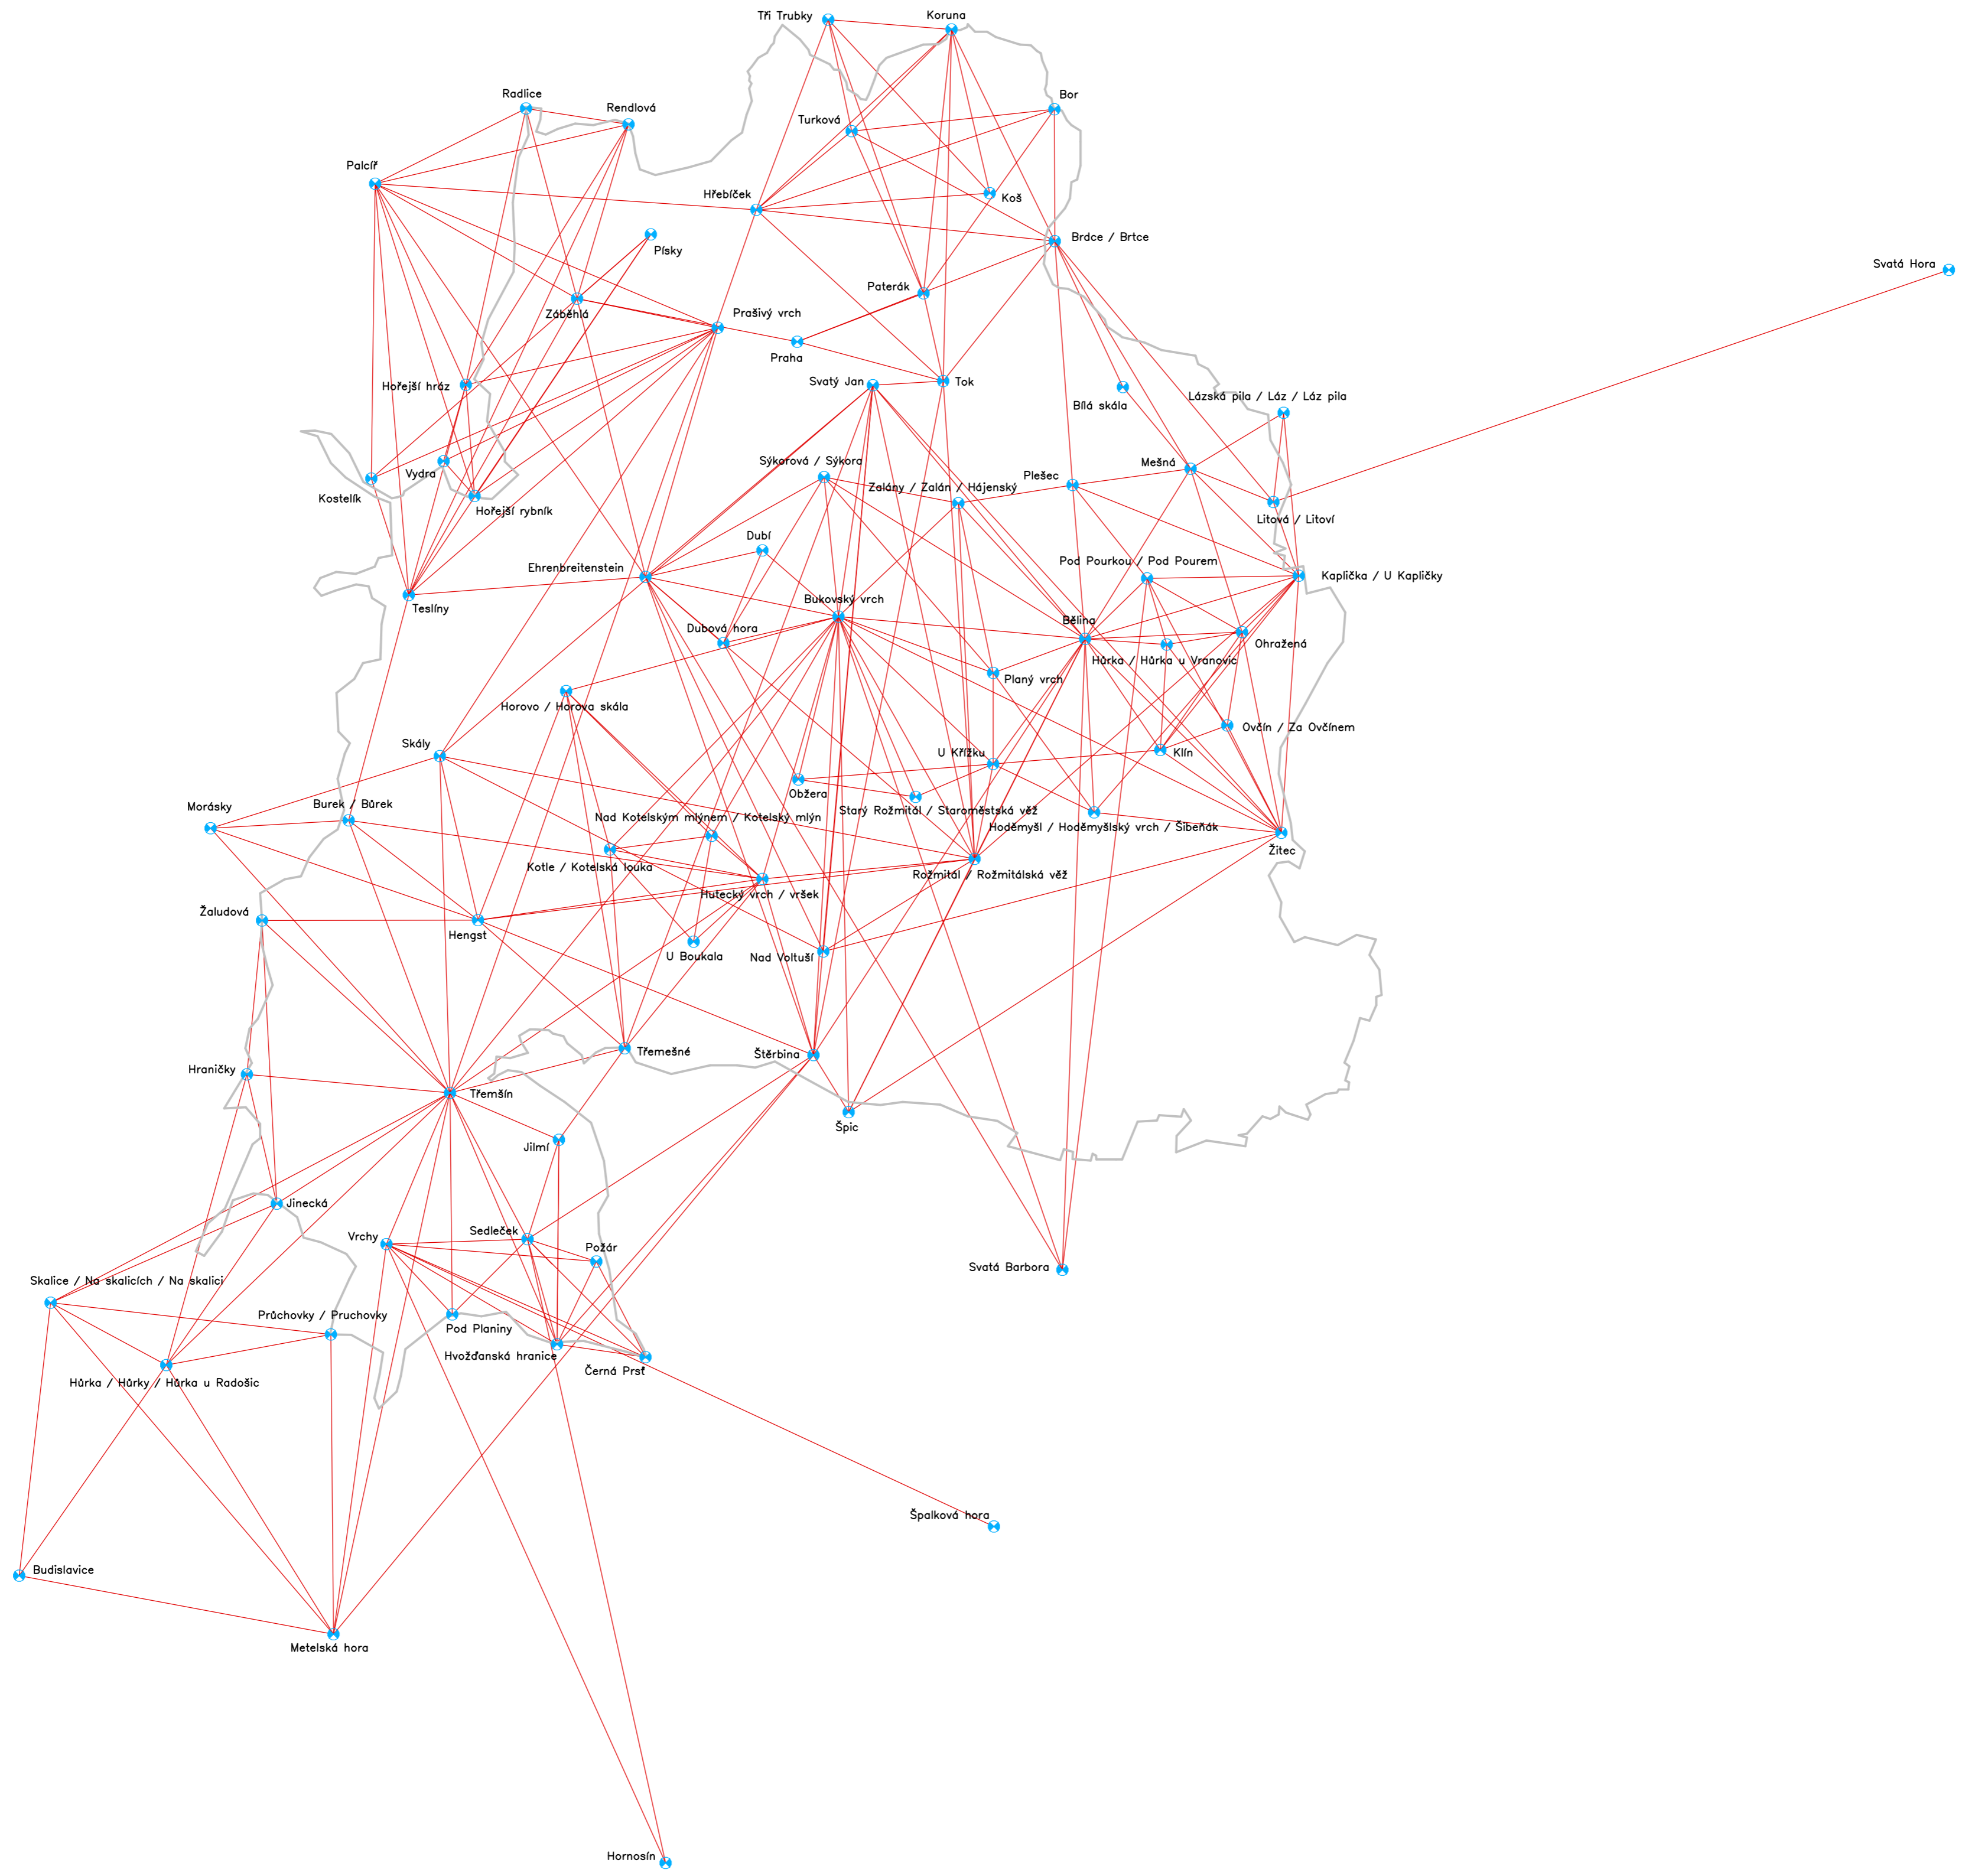 Tři Trubky
Koruna
Radlice
Rendlová
Bor
Turková
Palcíř
Hřebíček
Koš
Brdce / Brtce
Písky
Svatá Hora
Paterák
Záběhlá
Prašivý vrch
Praha
Hořejší hráz
Svatý Jan
Tok
Bílá skála
Lázská pila / Láz / Láz pila
Sýkorová / Sýkora
Mešná
Vydra
Kostelík
Zalány / Zalán / Hájenský
Plešec
Hořejší rybník
Litová / Litoví
Dubí
Ehrenbreitenstein
Pod Pourkou / Pod Pourem
Kaplička / U Kapličky
Teslíny
Bukovský vrch
Dubová hora
Bělina
Ohražená
Hůrka / Hůrka u Vranovic
Planý vrch
Horovo / Horova skála
Ovčín / Za Ovčínem
Skály
U Křížku
Klín
Obžera
Morásky
Burek / Bůrek
Starý Rožmitál / Staroměstská věž
Nad Kotelským mlýnem / Kotelský mlýn
Hoděmyšl / Hoděmyšlský vrch / Šibeňák
Žitec
Kotle / Kotelská louka
Rožmitál / Rožmitálská věž
Hutecký vrch / vršek
Žaludová
Hengst
U Boukala
Nad Voltuší
Třemešné
Štěrbina
Hraničky
Třemšín
Špic
Jilmí
Jinecká
Vrchy
Sedleček
Požár
Svatá Barbora
Skalice / Na skalicích / Na skalici
Průchovky / Pruchovky
Pod Planiny
Hvožďanská hranice
Černá Prsť
Hůrka / Hůrky / Hůrka u Radošic
Špalková hora
Budislavice
Metelská hora
Hornosín